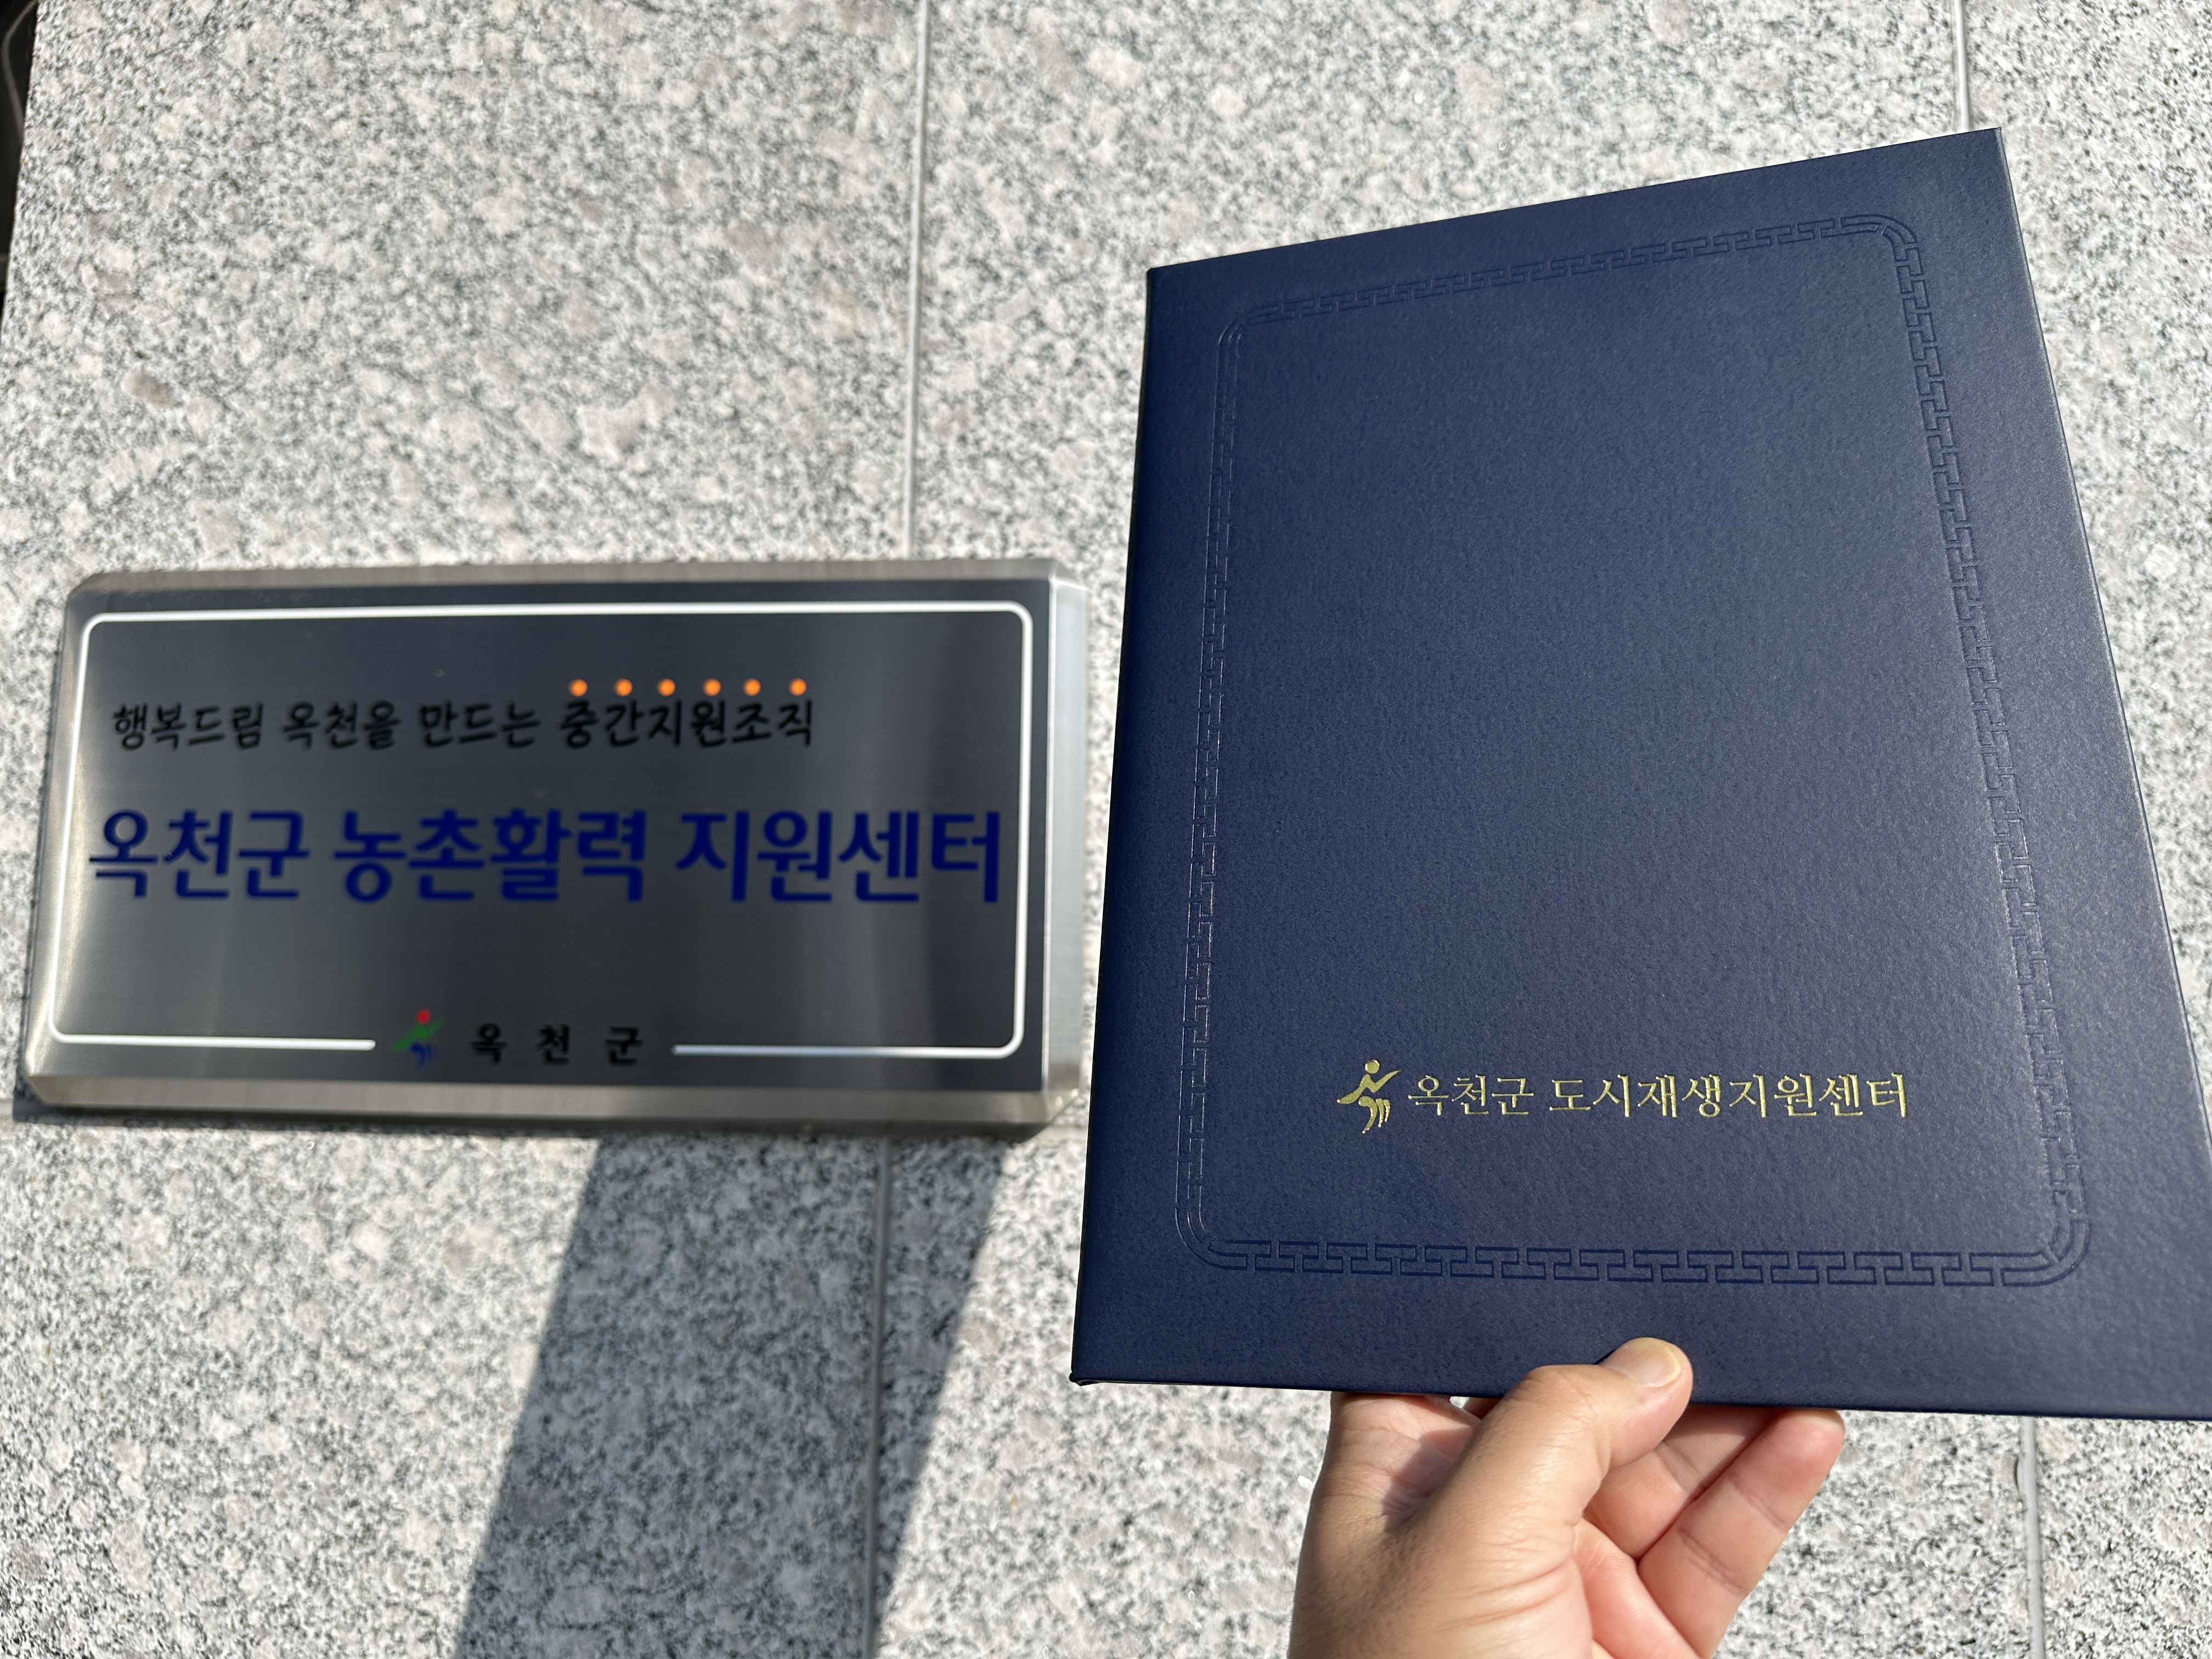 행복드림 옥천을 만드는 중간지원조직
옥천군 농촌활력 지원센터
옥천군
옥천군 도시재생지원센터